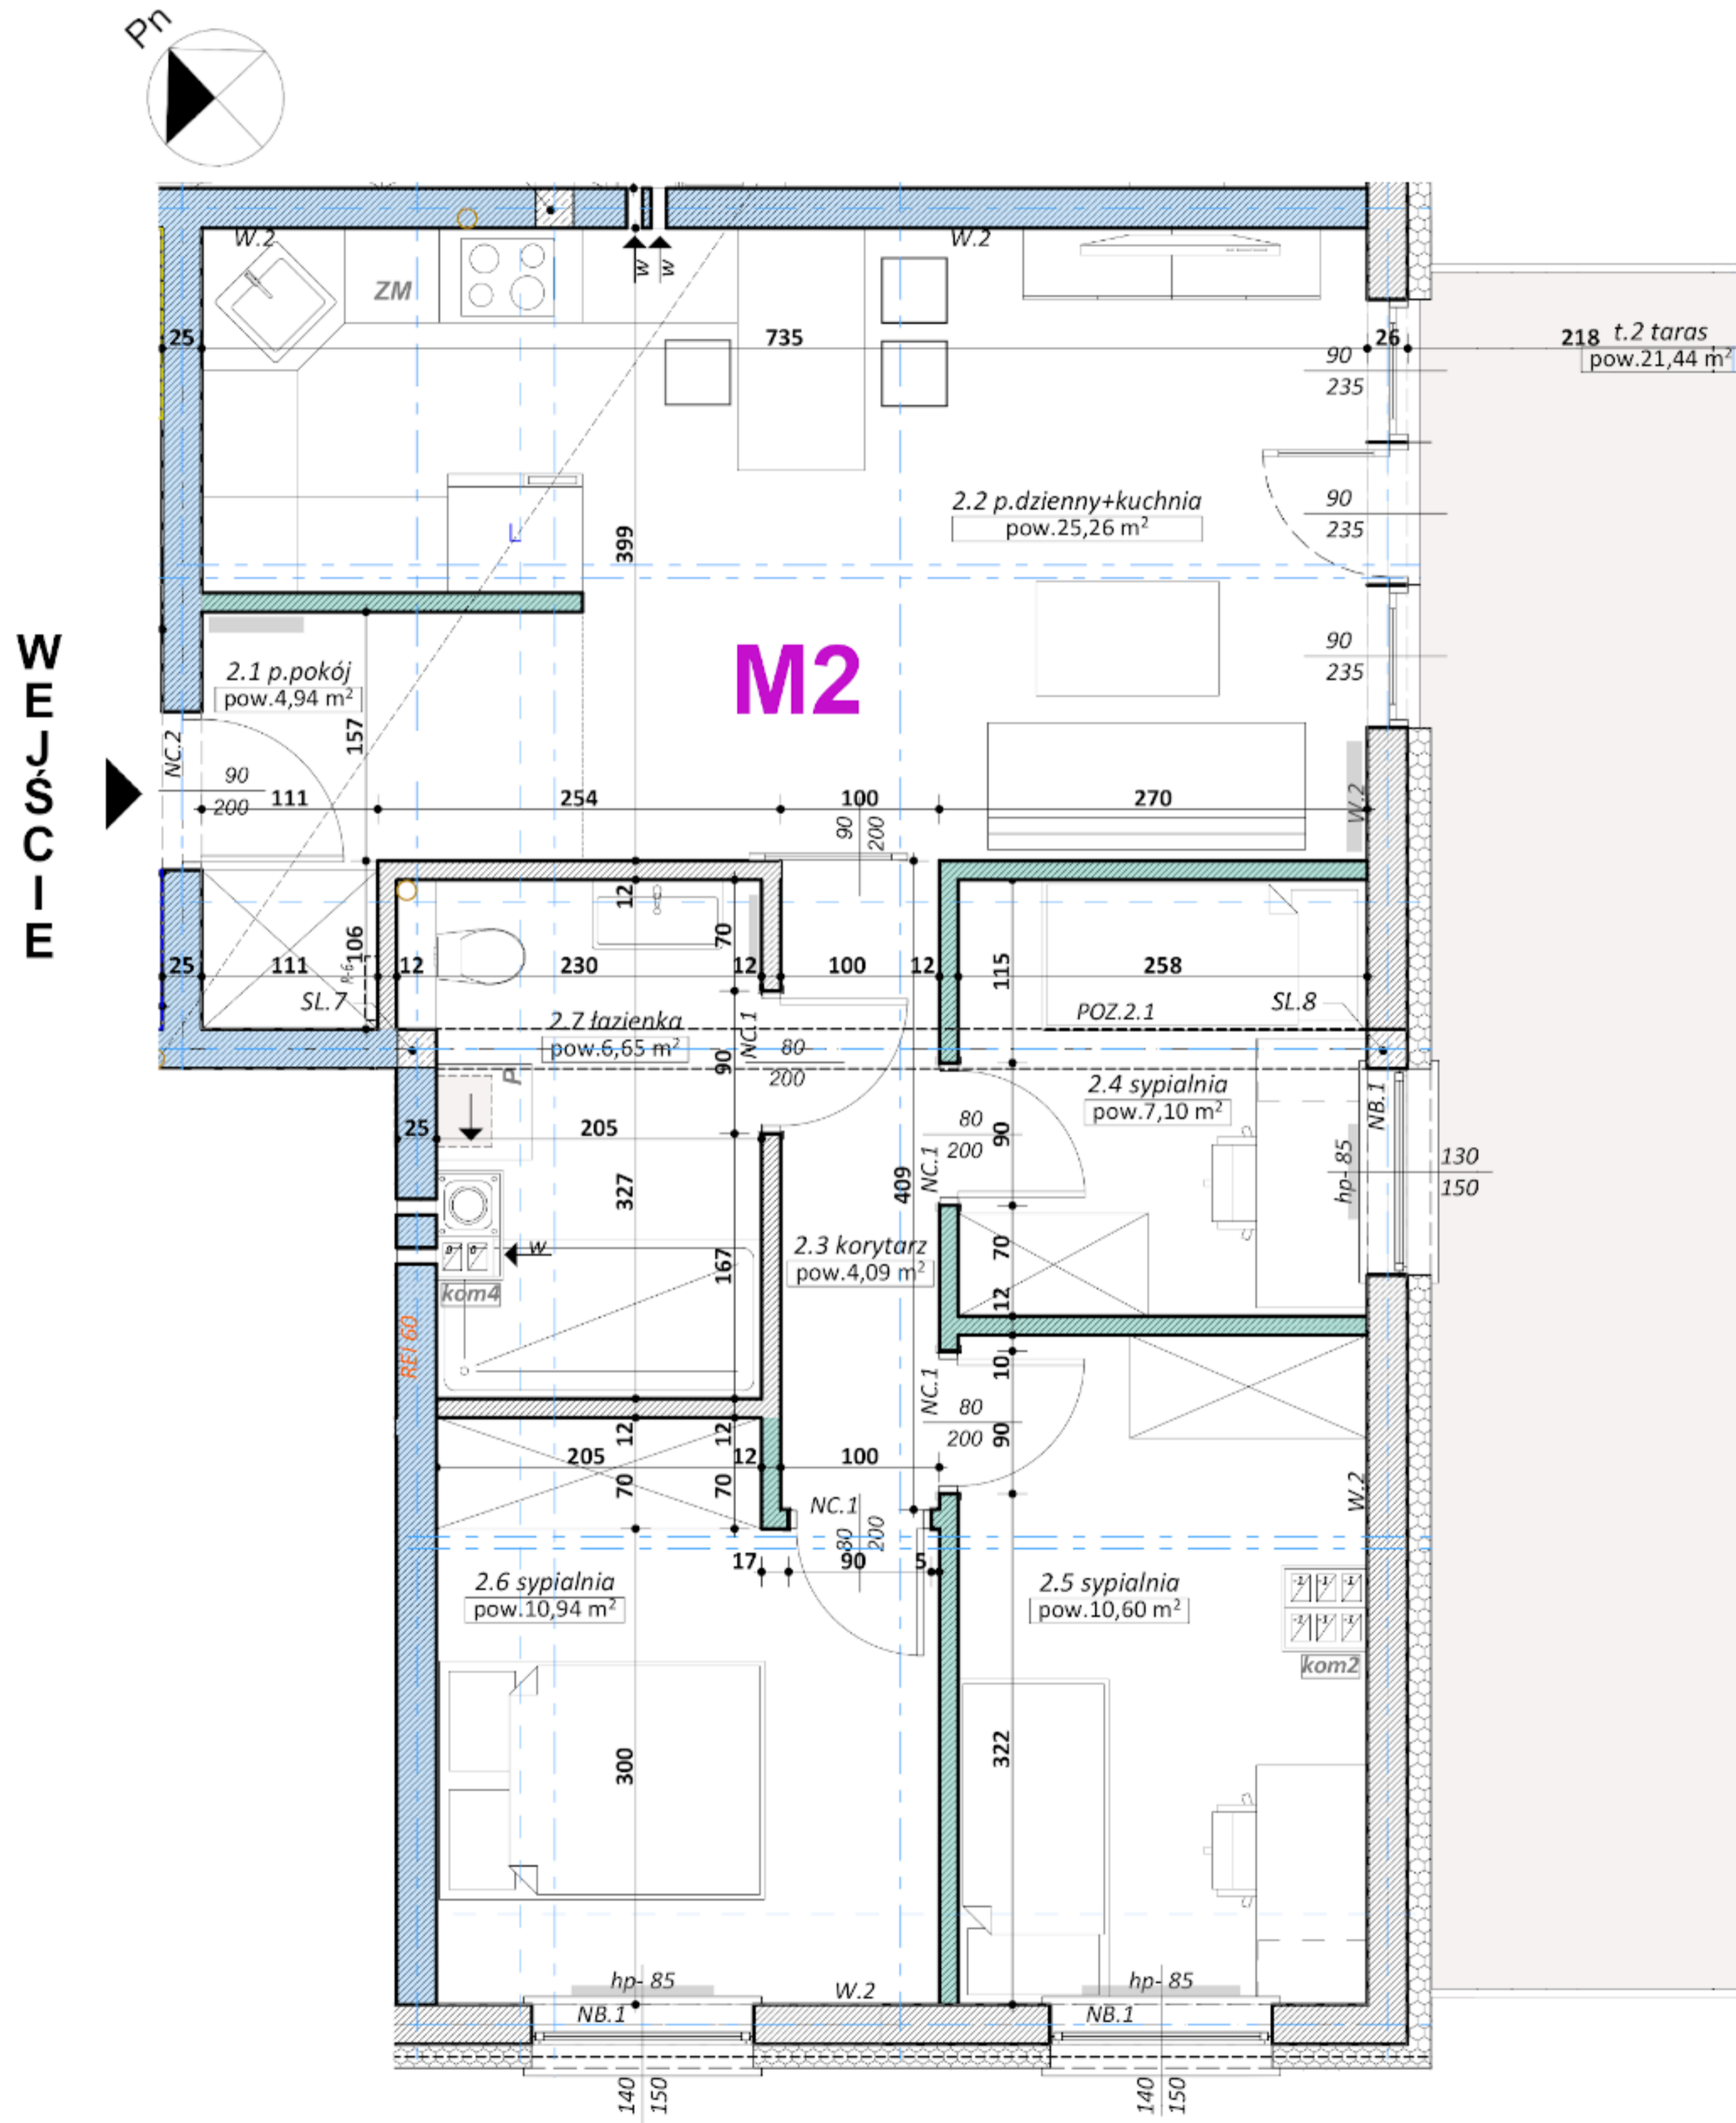 Pn
W.2
W.2
ZM
w
w
25
735
26
218
t.2 taras
pow.21,44 m²
90
235
90
235
90
235
2.2 p.dzienny+kuchnia
pow.25,26 m²
L
399
M2
WEJŚCIE
2.1 p.pokój
pow.4,94 m²
157
NC.2
90
200
111
254
100
270
90
200
W.2
12
70
106
R-6
25
111
12
230
12
100
12
115
258
SL.7
POZ.2.1
SL.8
2.7 łazienka
pow.6,65 m²
NC.1
90
80
200
P
25
205
327
2.4 sypialnia
pow.7,10 m²
NB.1
hp- 85
130
150
80
200
90
NC.1
409
w
kom4
167
REI 60
2.3 korytarz
pow.4,09 m²
70
12
10
NC.1
80
200
90
12
12
205
12
100
70
70
NC.1
80
200
W.2
17
90
5
2.6 sypialnia
pow.10,94 m²
2.5 sypialnia
pow.10,60 m²
-1 -1 -1
-1 -1 -1
kom2
300
322
hp- 85
W.2
hp- 85
NB.1
NB.1
140
150
140
150